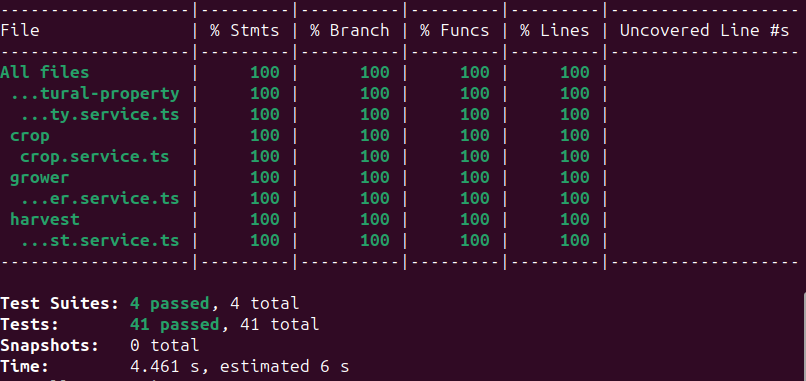 -------------------|---------|----------|---------|---------|-------------------
File               | % Stmts | % Branch | % Funcs | % Lines | Uncovered Line #s
-------------------|---------|----------|---------|---------|-------------------
All files          |     100 |      100 |     100 |     100 |
 ...tural-property |     100 |      100 |     100 |     100 |
  ...ty.service.ts |     100 |      100 |     100 |     100 |
 crop              |     100 |      100 |     100 |     100 |
  crop.service.ts  |     100 |      100 |     100 |     100 |
 grower            |     100 |      100 |     100 |     100 |
  ...er.service.ts |     100 |      100 |     100 |     100 |
 harvest           |     100 |      100 |     100 |     100 |
  ...st.service.ts |     100 |      100 |     100 |     100 |
-------------------|---------|----------|---------|---------|-------------------
Test Suites: 4 passed, 4 total
Tests:       41 passed, 41 total
Snapshots:   0 total
Time:        4.461 s, estimated 6 s